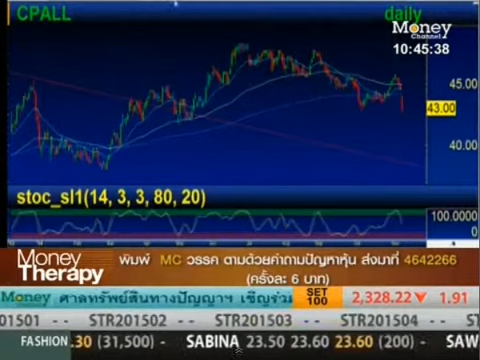 CPALL
daily
Money
Channel
10:45:38
45.00
43.00
40.00
stoc_sl1(14, 3, 3, 80, 20)
100.0000
0
Money
Therapy
พิมพ์ MC วรรค ตามด้วยคำถามปัญหาหุ้น ส่งมาที่ 4642266
(ครั้งละ 6 บาท)
Money ศาลทรัพย์สินทางปัญญาฯ เชิญร่วม SET 100 2,328.22 ▼ 1.91
01501 - - STR201502 - - STR201503 - - STR201504 - -
FASHION .30 (31,500) - SABINA 23.50 23.60 23.60 (200) - SAW